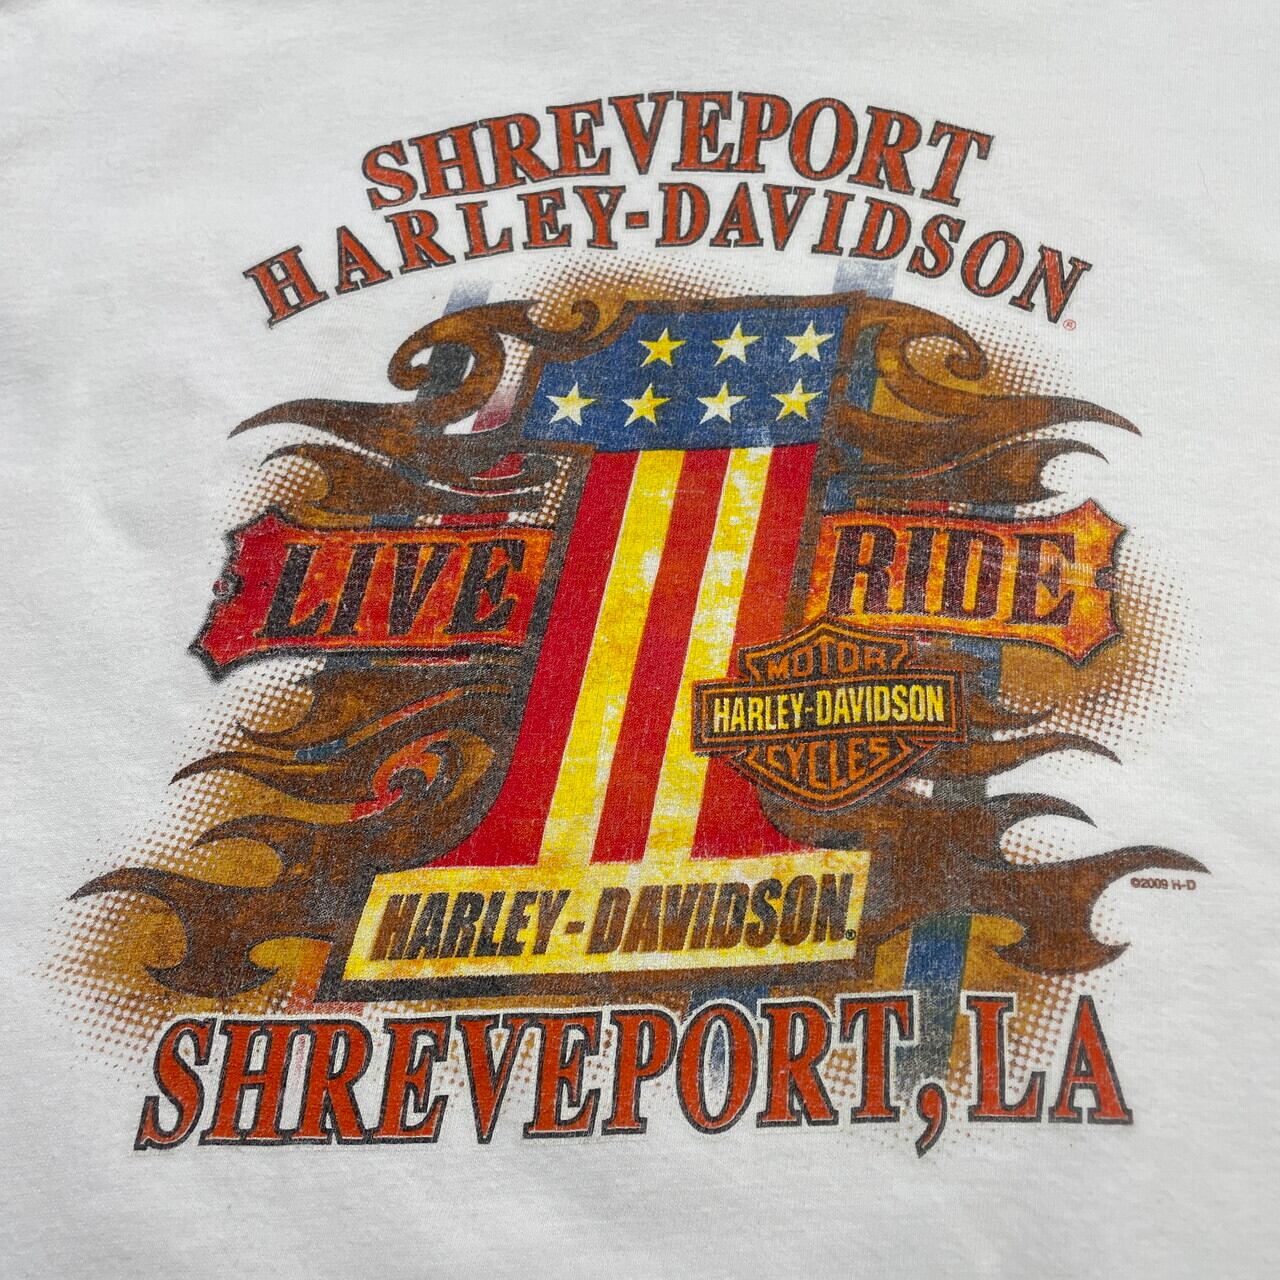 SHREVEPORT
HARLEY-DAVIDSON®
LIVE
RIDE
MOTOR
HARLEY-DAVIDSON
CYCLES
©2009 H-D
HARLEY-DAVIDSON®
SHREVEPORT, LA